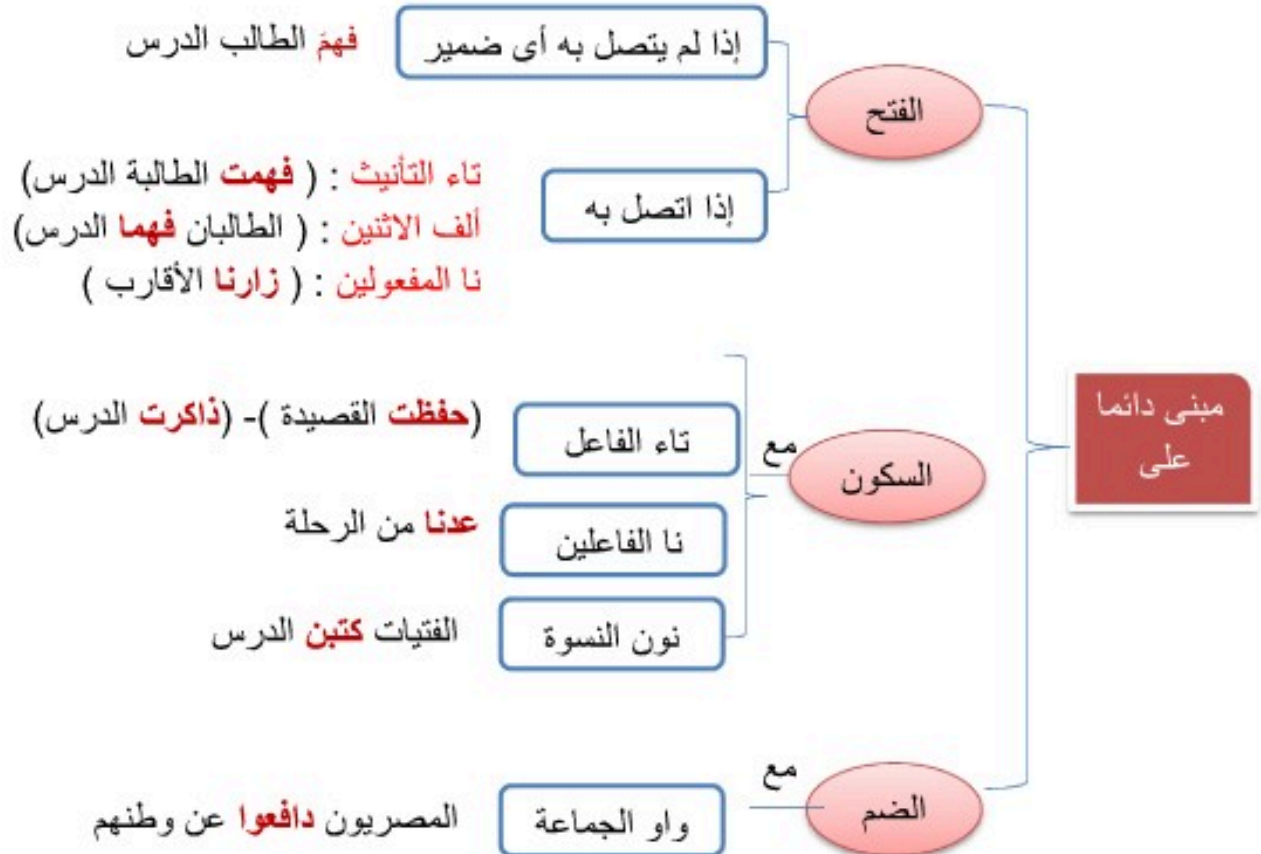 مبنى دائما
على
الفتح
إذا لم يتصل به أى ضمير
فهمَ الطالب الدرس
إذا اتصل به
تاء التأنيث : ( فهمت الطالبة الدرس)
ألف الاثنين : ( الطالبان فهما الدرس)
نا المفعولين : ( زارنا الأقارب )
السكون
مع
تاء الفاعل
(حفظت القصيدة )- (ذاكرت الدرس)
نا الفاعلين
عدنا من الرحلة
نون النسوة
الفتيات كتبن الدرس
الضم
مع
واو الجماعة
المصريون دافعوا عن وطنهم